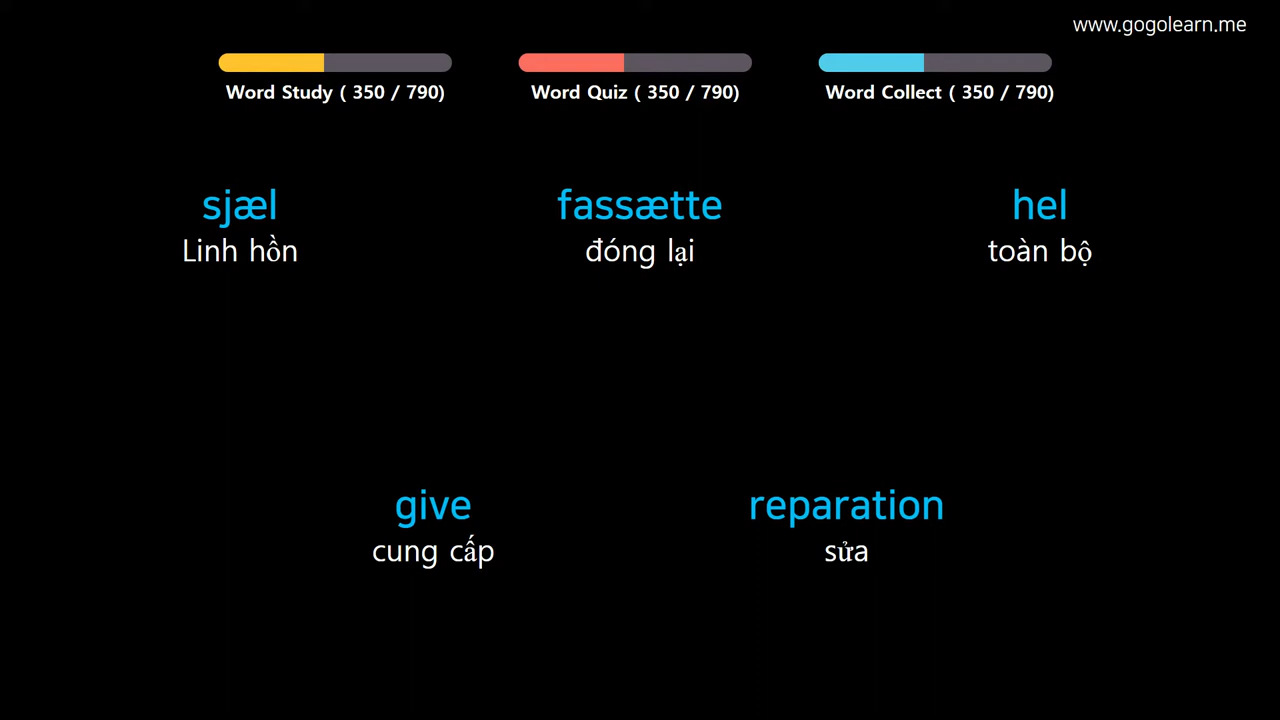 www.gogolearn.me
Word Study ( 350 / 790)
Word Quiz ( 350 / 790)
Word Collect ( 350 / 790)
sjæl
Linh hồn
fassætte
đóng lại
hel
toàn bộ
give
cung cấp
reparation
sửa